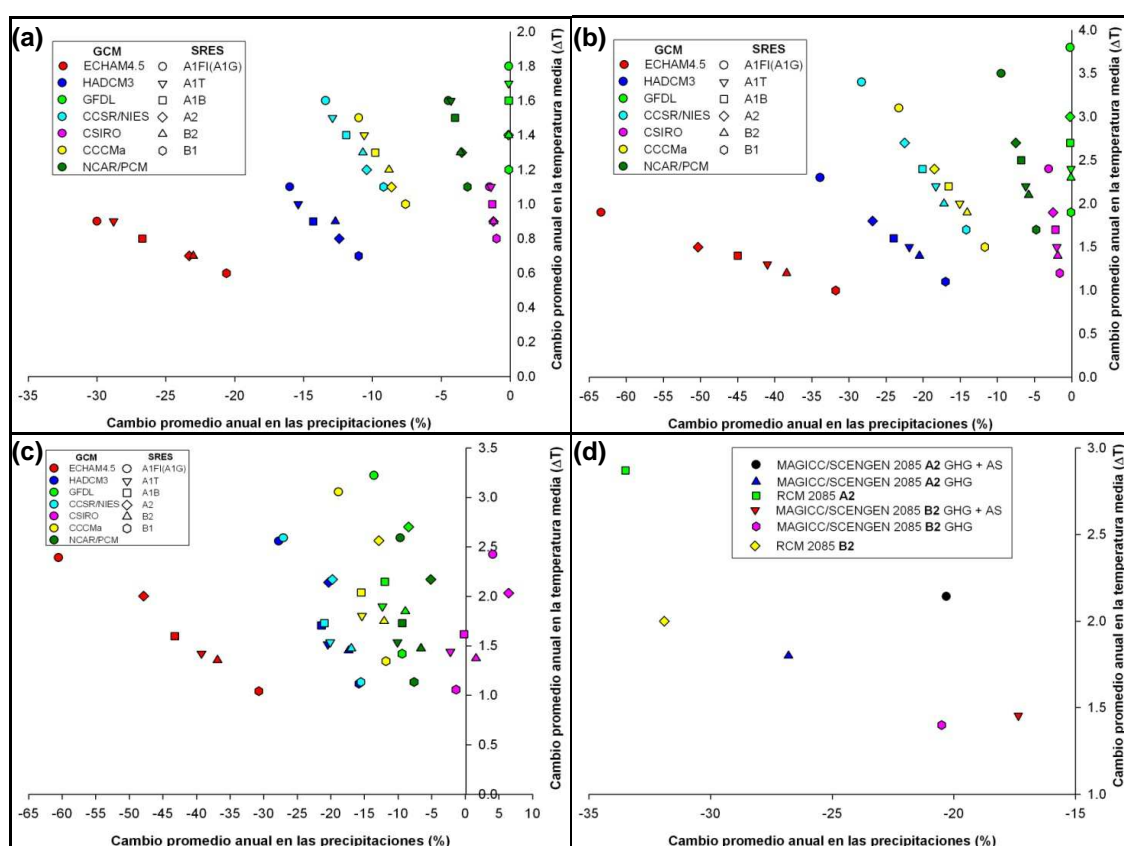 (a)
GCM SRES
ECHAM4.5 A1FI(A1G)
HADCM3 A1T
GFDL A1B
CCSR/NIES A2
CSIRO B2
CCCMa B1
NCAR/PCM
2.0
1.8
1.6
1.4
1.2
1.0
0.8
0.6
0.4
0.2
0.0
Cambio promedio anual en la temperatura media (ΔT)
-35 -30 -25 -20 -15 -10 -5 0
Cambio promedio anual en las precipitaciones (%)
(b)
GCM SRES
ECHAM4.5 A1FI(A1G)
HADCM3 A1T
GFDL A1B
CCSR/NIES A2
CSIRO B2
CCCMa B1
NCAR/PCM
4.0
3.5
3.0
2.5
2.0
1.5
1.0
0.5
0.0
Cambio promedio anual en la temperatura media (ΔT)
-65 -60 -55 -50 -45 -40 -35 -30 -25 -20 -15 -10 -5 0
Cambio promedio anual en las precipitaciones (%)
(c)
GCM SRES
ECHAM4.5 A1FI(A1G)
HADCM3 A1T
GFDL A1B
CCSR/NIES A2
CSIRO B2
CCCMa B1
NCAR/PCM
3.5
3.0
2.5
2.0
1.5
1.0
0.5
0.0
Cambio promedio anual en la temperatura media (ΔT)
-65 -60 -55 -50 -45 -40 -35 -30 -25 -20 -15 -10 -5 0 5 10
Cambio promedio anual en las precipitaciones (%)
(d)
MAGICC/SCENGEN 2085 A2 GHG + AS
MAGICC/SCENGEN 2085 A2 GHG
RCM 2085 A2
MAGICC/SCENGEN 2085 B2 GHG + AS
MAGICC/SCENGEN 2085 B2 GHG
RCM 2085 B2
3.0
2.5
2.0
1.5
1.0
Cambio promedio anual en la temperatura media (ΔT)
-35 -30 -25 -20 -15
Cambio promedio anual en las precipitaciones (%)